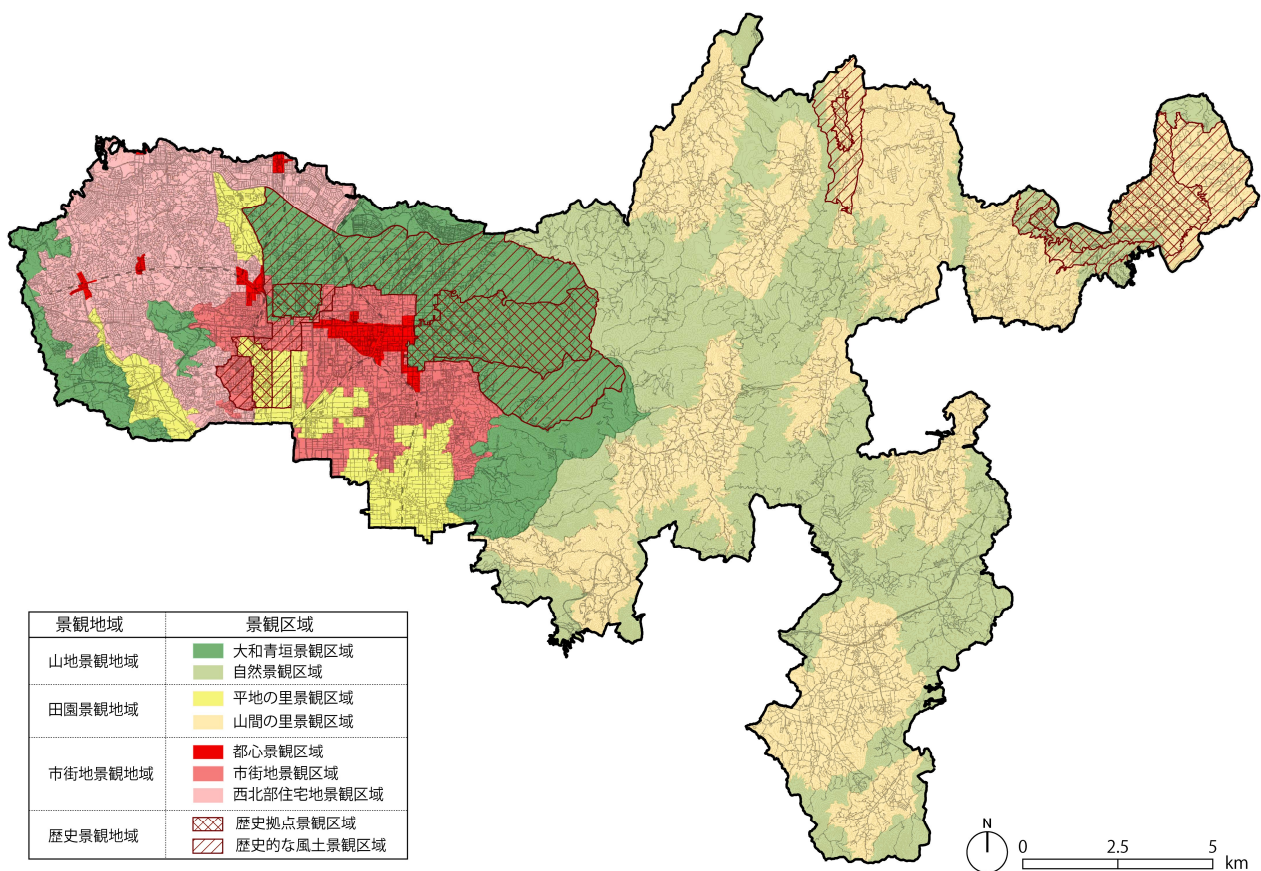 景観地域 景観区域
山地景観地域 大和青垣景観区域
自然景観区域
田園景観地域 平地の里景観区域
山間の里景観区域
市街地景観地域 都心景観区域
市街地景観区域
西北部住宅地景観区域
歴史景観地域 歴史拠点景観区域
歴史的な風土景観区域
N
0 2.5 5
km